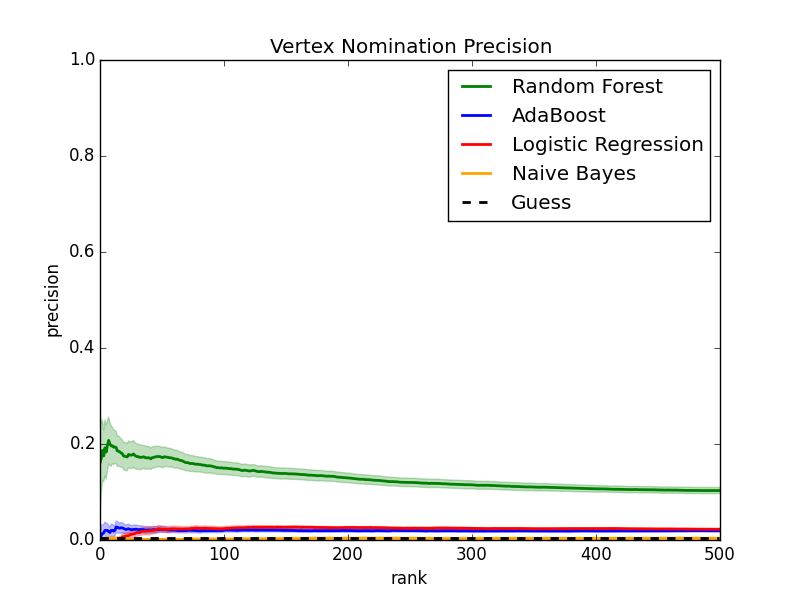 Vertex Nomination Precision
1.0
0.8
0.6
0.4
0.2
0.0
precision
Random Forest
AdaBoost
Logistic Regression
Naive Bayes
Guess
0 100 200 300 400 500
rank